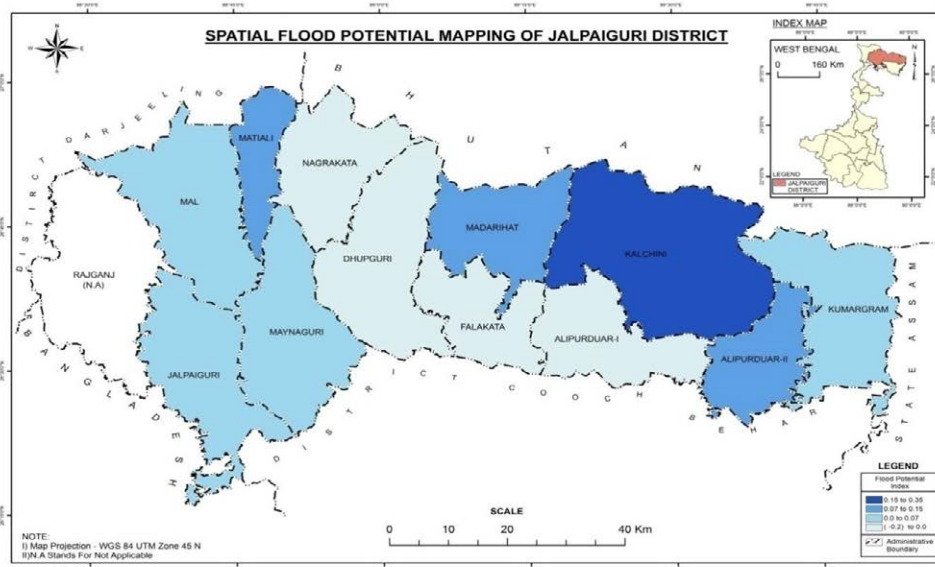 SPATIAL FLOOD POTENTIAL MAPPING OF JALPAIGURI DISTRICT
INDEX MAP
WEST BENGAL
N
0 160 Km
LEGEND
JALPAIGURI
DISTRICT
N
W E
S
DISTIRCT DARJEELING
BHUTAN
STATE ASSAM
BANGLADESH
DISTRICT COOCH BEHAR
MATIALI
NAGRAKATA
MAL
MADARIHAT
KALCHINI
DHUPGURI
RAJGANJ
(N.A)
KUMARGRAM
MAYNAGURI
FALAKATA
ALIPURDUAR-I
ALIPURDUAR-II
JALPAIGURI
LEGEND
Flood Potential
Index
0.15 to 0.35
0.07 to 0.15
0.0 to 0.07
(-0.2) to 0.0
Administrative
Boundary
SCALE
0 10 20 40 Km
NOTE:
I) Map Projection - WGS 84 UTM Zone 45 N
II)N.A Stands For Not Applicable